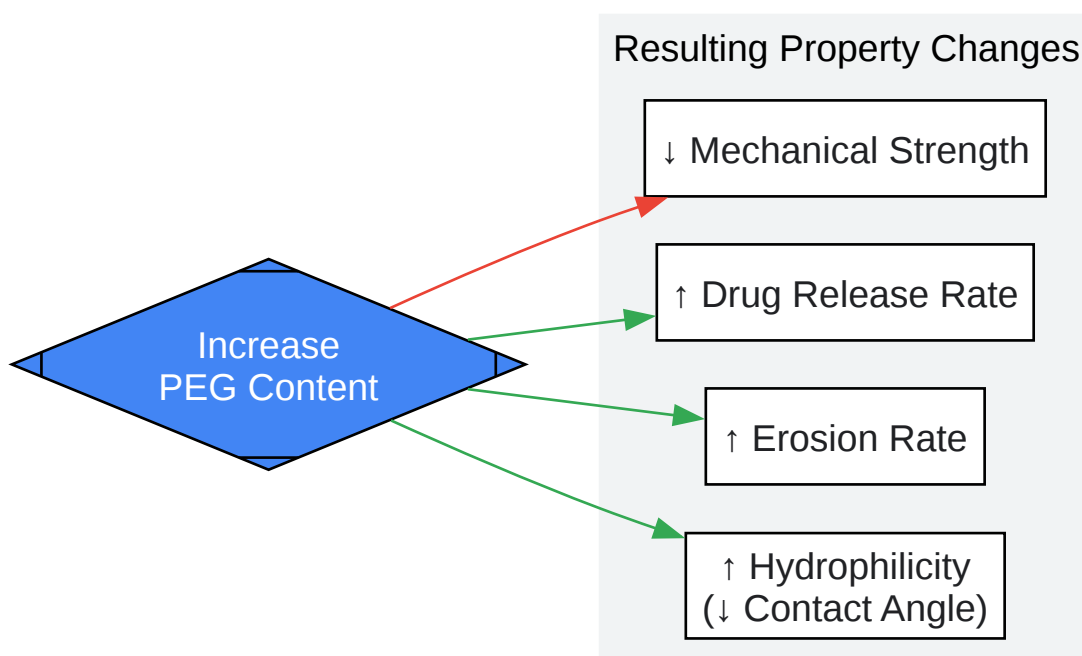 Resulting Property Changes
↓ Mechanical Strength
↑ Drug Release Rate
Increase
PEG Content
↑ Erosion Rate
↑ Hydrophilicity
(↓ Contact Angle)